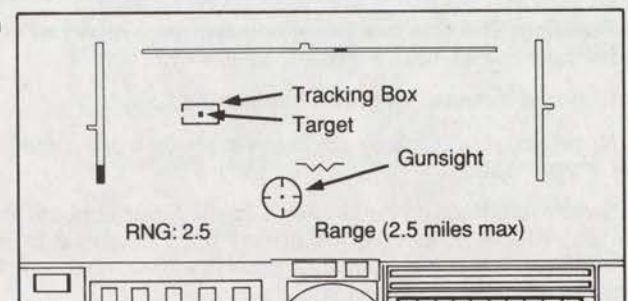 Tracking Box
Target
Gunsight
RNG: 2.5
Range (2.5 miles max)